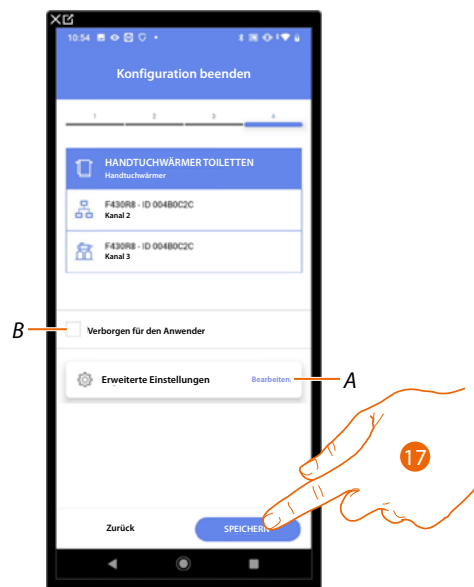 10:54
Konfiguration beenden
1 2 3 4
HANDTUCHWÄRMER TOILETTEN
Handtuchwärmer
F430R8 - ID 004B0C2C
Kanal 2
F430R8 - ID 004B0C2C
Kanal 3
B
Verborgen für den Anwender
Erweiterte Einstellungen
Bearbeiten
A
17
Zurück
SPEICHERN